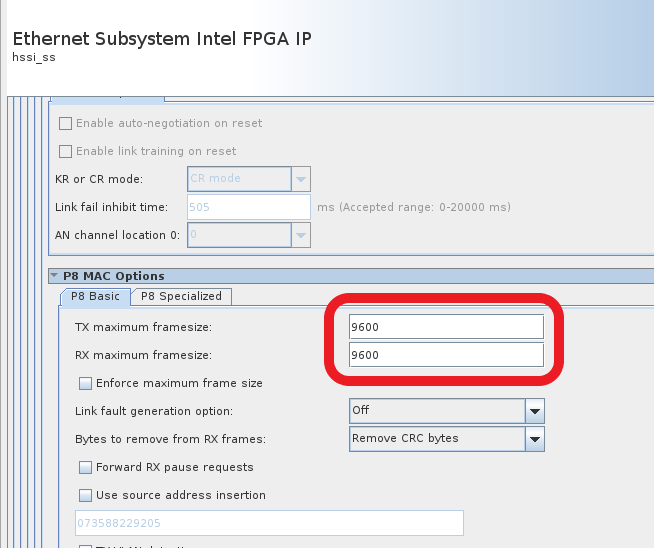 Ethernet Subsystem Intel FPGA IP
hssi_ss
Enable auto-negotiation on reset
Enable link training on reset
KR or CR mode: CR mode
Link fail inhibit time: 505 ms (Accepted range: 0-20000 ms)
AN channel location 0: 0
P8 MAC Options
P8 Basic P8 Specialized
TX maximum framesize: 9600
RX maximum framesize: 9600
Enforce maximum frame size
Link fault generation option: Off
Bytes to remove from RX frames: Remove CRC bytes
Forward RX pause requests
Use source address insertion
073588229205